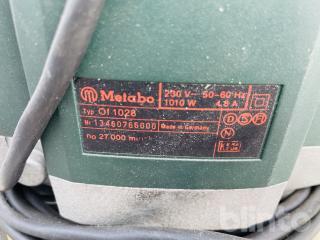 Metabo
230 V~ 50-60 Hz
1010 W 4,8 A
Typ Of 1028
Nr. 13460766000 Made in Germany
D S F
N
no 27.000
blinto